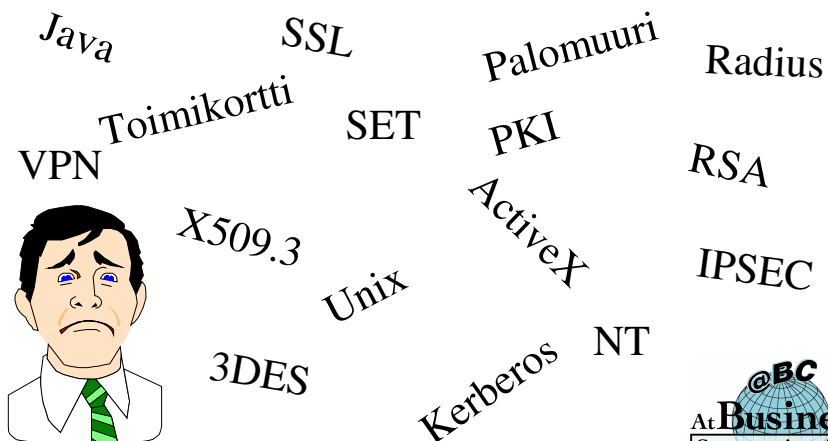 Java
SSL
Palomuuri
Radius
Toimikortti
SET
PKI
VPN
RSA
X509.3
ActiveX
IPSEC
Unix
NT
3DES
Kerberos
@BC
At